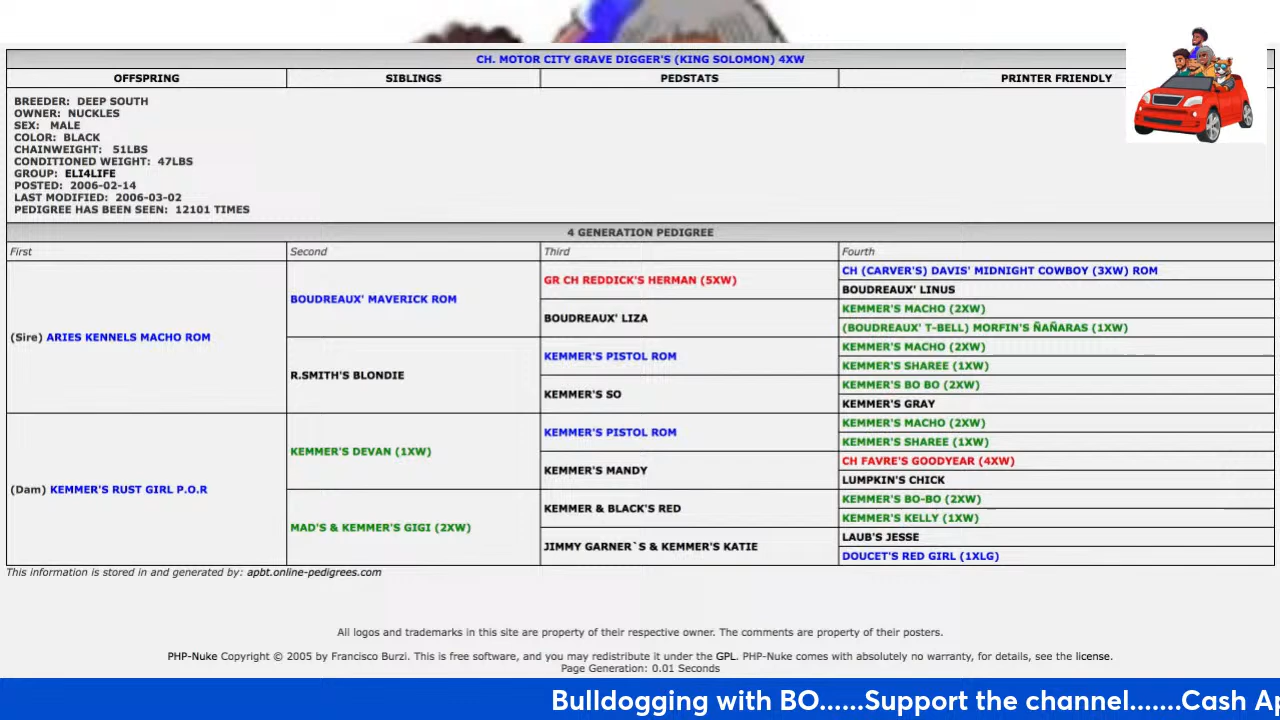 CH. MOTOR CITY GRAVE DIGGER'S (KING SOLOMON) 4XW
OFFSPRING SIBLINGS PEDSTATS PRINTER FRIENDLY
BREEDER: DEEP SOUTH
OWNER: NUCKLES
SEX: MALE
COLOR: BLACK
CHAINWEIGHT: 51LBS
CONDITIONED WEIGHT: 47LBS
GROUP: ELI4LIFE
POSTED: 2006-02-14
LAST MODIFIED: 2006-03-02
PEDIGREE HAS BEEN SEEN: 12101 TIMES
4 GENERATION PEDIGREE
First Second Third Fourth
(Sire) ARIES KENNELS MACHO ROM
BOUDREAUX' MAVERICK ROM
GR CH REDDICK'S HERMAN (5XW)
CH (CARVER'S) DAVIS' MIDNIGHT COWBOY (3XW) ROM
BOUDREAUX' LINUS
BOUDREAUX' LIZA
KEMMER'S MACHO (2XW)
(BOUDREAUX' T-BELL) MORFIN'S ÑAÑARAS (1XW)
R.SMITH'S BLONDIE
KEMMER'S PISTOL ROM
KEMMER'S MACHO (2XW)
KEMMER'S SHAREE (1XW)
KEMMER'S SO
KEMMER'S BO BO (2XW)
KEMMER'S GRAY
(Dam) KEMMER'S RUST GIRL P.O.R
KEMMER'S DEVAN (1XW)
KEMMER'S PISTOL ROM
KEMMER'S MACHO (2XW)
KEMMER'S SHAREE (1XW)
KEMMER'S MANDY
CH FAVRE'S GOODYEAR (4XW)
LUMPKIN'S CHICK
MAD'S & KEMMER'S GIGI (2XW)
KEMMER & BLACK'S RED
KEMMER'S BO-BO (2XW)
KEMMER'S KELLY (1XW)
JIMMY GARNER`S & KEMMER'S KATIE
LAUB'S JESSE
DOUCET'S RED GIRL (1XLG)
This information is stored in and generated by: apbt.online-pedigrees.com
All logos and trademarks in this site are property of their respective owner. The comments are property of their posters.
PHP-Nuke Copyright © 2005 by Francisco Burzi. This is free software, and you may redistribute it under the GPL. PHP-Nuke comes with absolutely no warranty, for details, see the license.
Page Generation: 0.01 Seconds
Bulldogging with BO......Support the channel.......Cash Ap